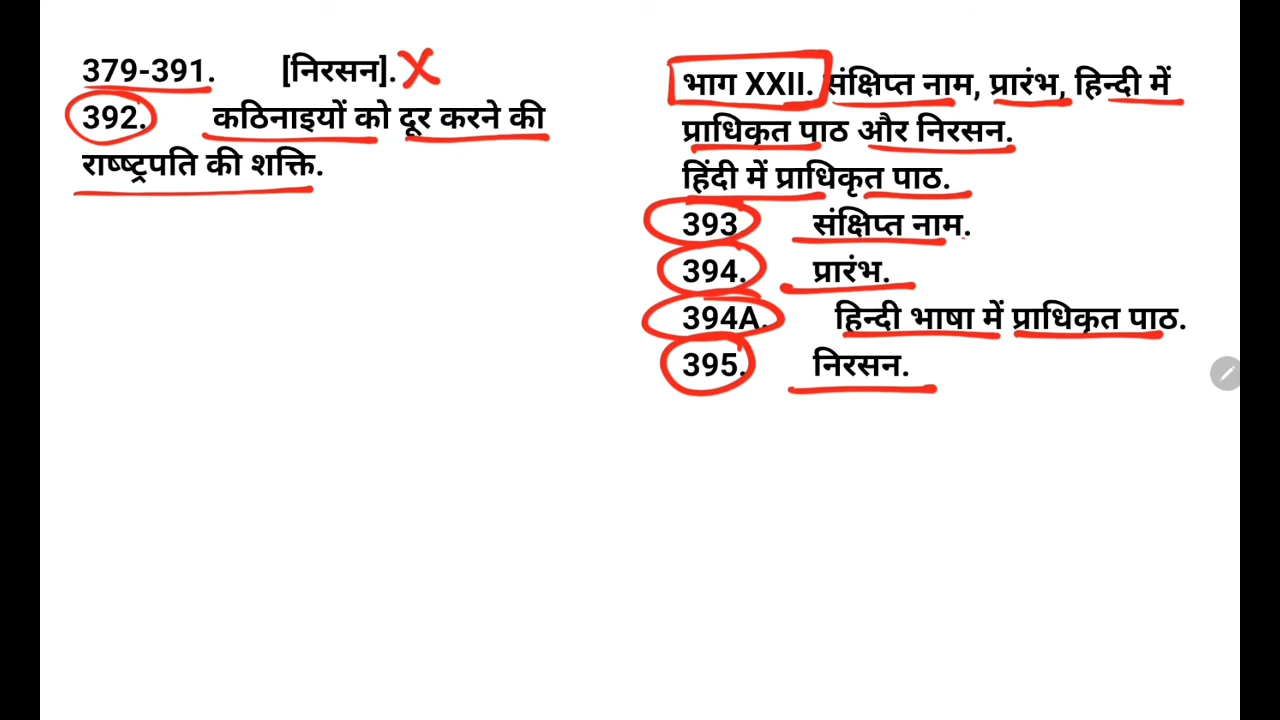 379-391. [निरसन]. X
392. कठिनाइयों को दूर करने की
राष्ष्ट्रपति की शक्ति.
भाग XXII. संक्षिप्त नाम, प्रारंभ, हिन्दी में
प्राधिकृत पाठ और निरसन.
हिंदी में प्राधिकृत पाठ.
393 संक्षिप्त नाम.
394. प्रारंभ.
394A. हिन्दी भाषा में प्राधिकृत पाठ.
395. निरसन.